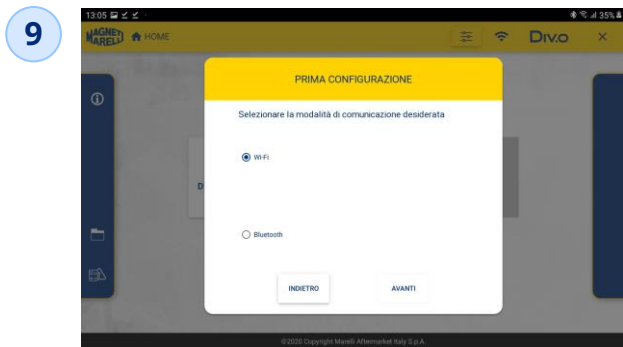 9
13:05
35%
MAGNETI
MARELLI
HOME
DIV.O
PRIMA CONFIGURAZIONE
Selezionare la modalità di comunicazione desiderata
Wi-Fi
D
Bluetooth
INDIETRO
AVANTI
©2020 Copyright Marelli Aftermarket Italy S.p.A.